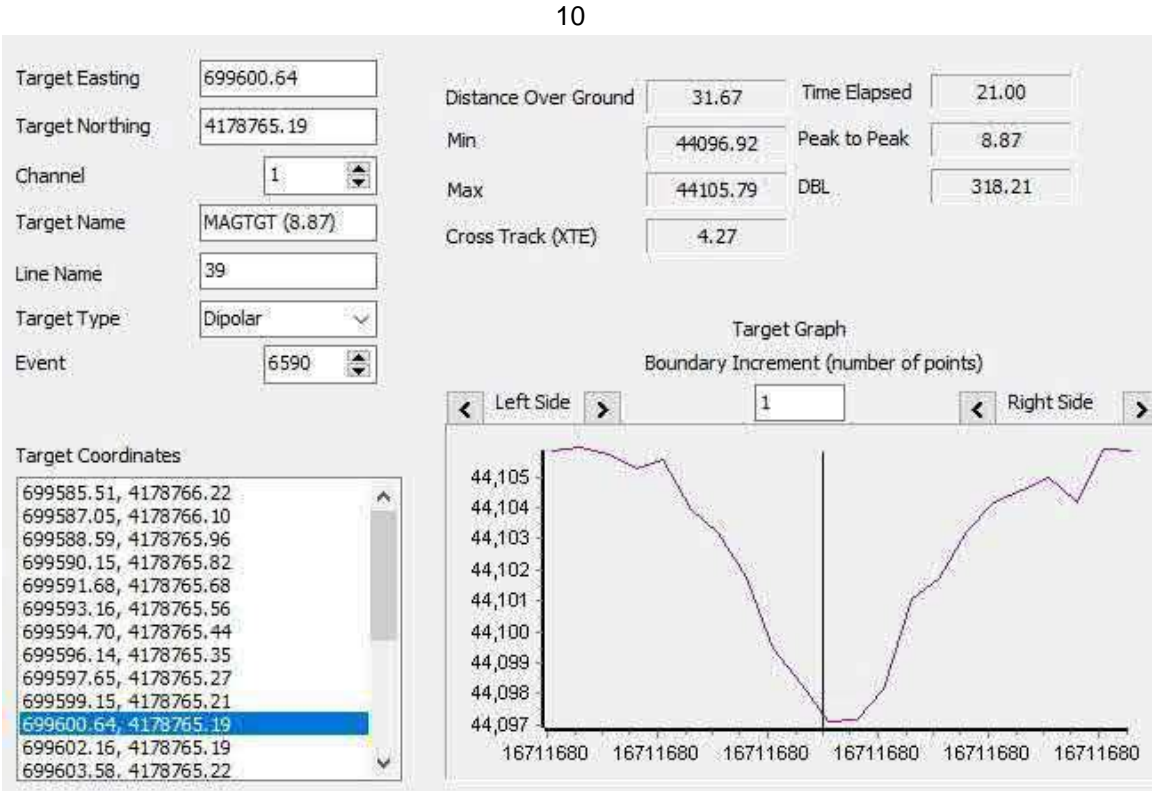 10
Target Easting 699600.64
Target Northing 4178765.19
Channel 1
Target Name MAGTGT (8.87)
Line Name 39
Target Type Dipolar
Event 6590
Distance Over Ground 31.67 Time Elapsed 21.00
Min 44096.92 Peak to Peak 8.87
Max 44105.79 DBL 318.21
Cross Track (XTE) 4.27
Target Coordinates
699585.51, 4178766.22
699587.05, 4178766.10
699588.59, 4178765.96
699590.15, 4178765.82
699591.68, 4178765.68
699593.16, 4178765.56
699594.70, 4178765.44
699596.14, 4178765.35
699597.65, 4178765.27
699599.15, 4178765.21
699600.64, 4178765.19
699602.16, 4178765.19
699603.58, 4178765.22
Target Graph
Boundary Increment (number of points)
< Left Side > 1 < Right Side >
44,105
44,104
44,103
44,102
44,101
44,100
44,099
44,098
44,097
16711680 16711680 16711680 16711680 16711680 16711680